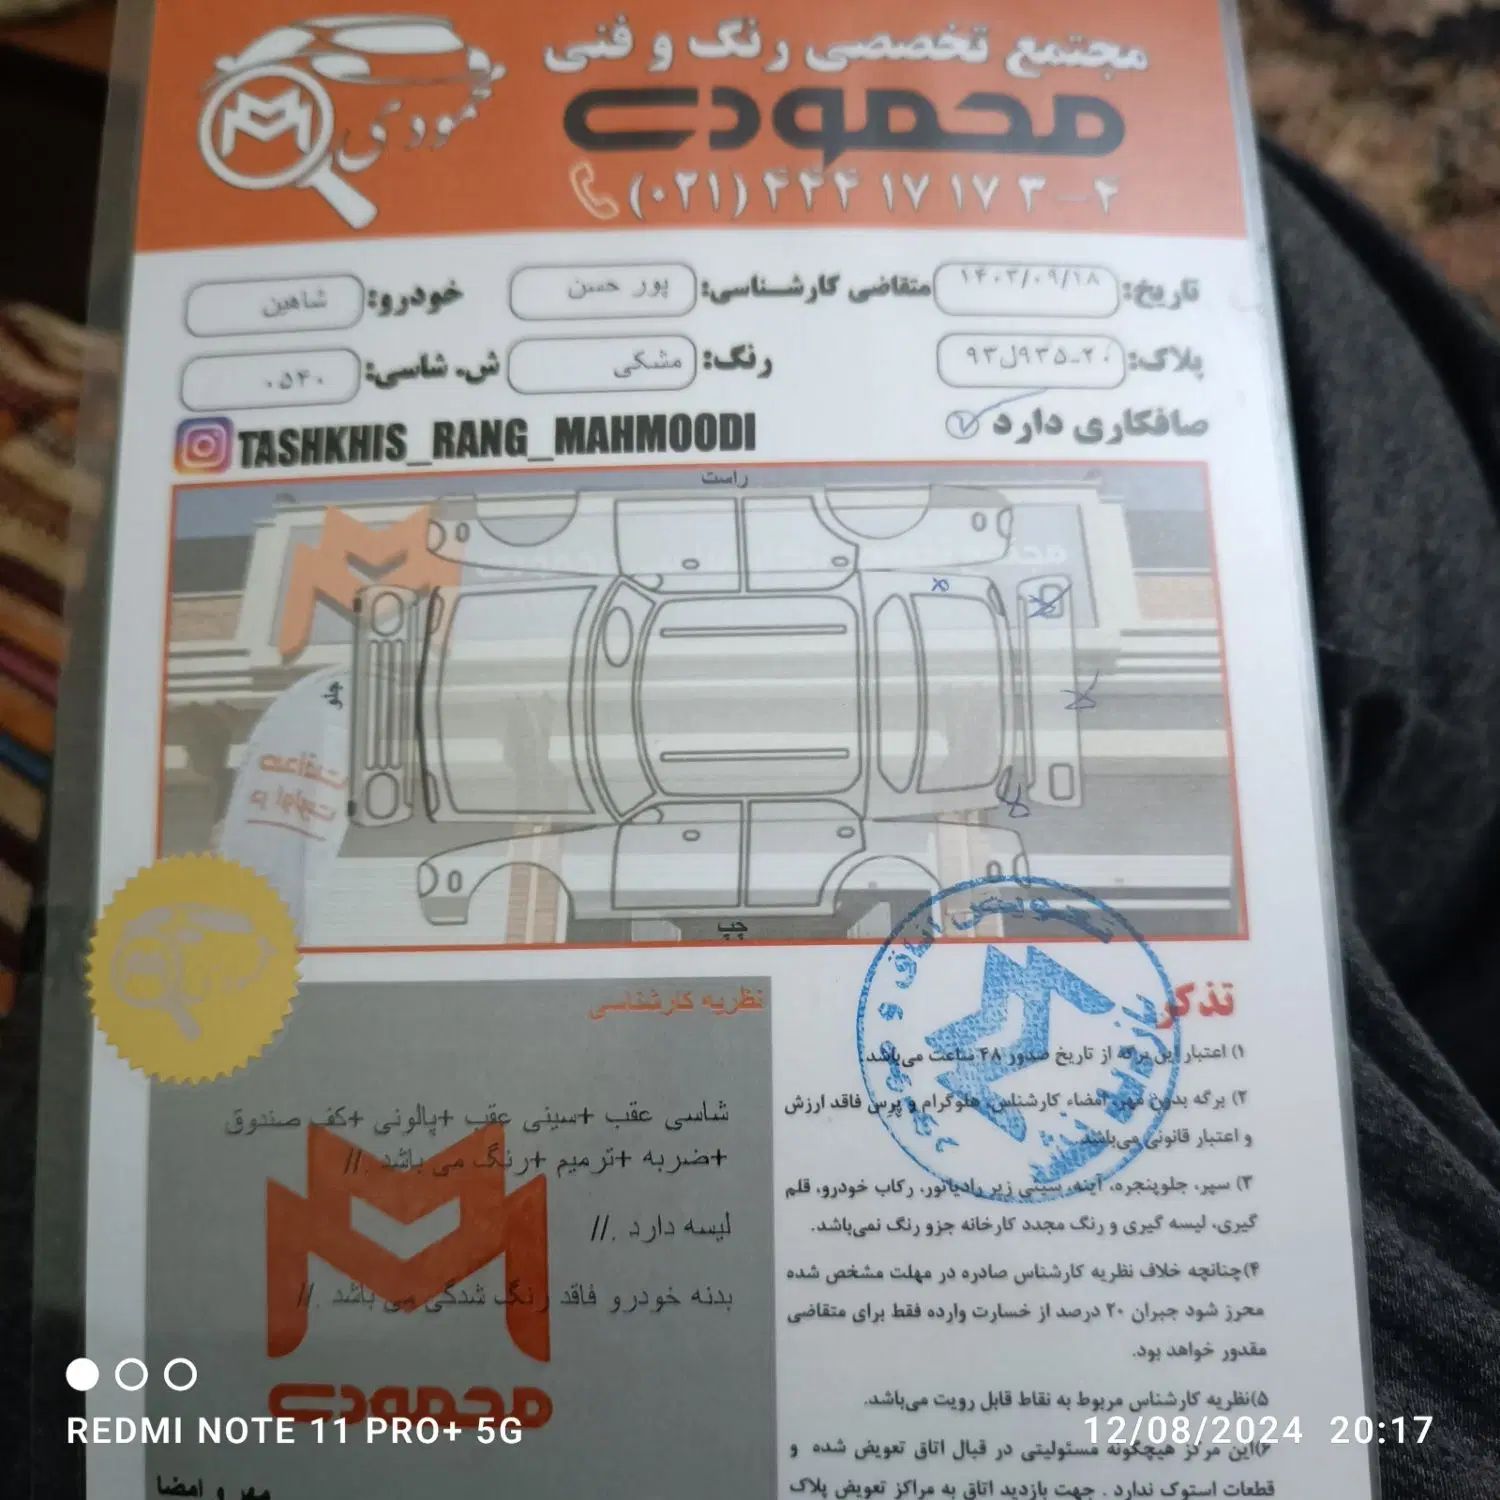 مجتمع تخصصی رنگ و فنی
محمودی
(۰۲۱) ۴۴۴ ۱۷ ۱۷ ۳ -۴
تاریخ: ۱۴۰۳/۰۹/۱۸ متقاضی کارشناسی: پور حسن خودرو: شاهین
پلاک: ۹۳ل۹۳۵-۲۰ رنگ: مشکی ش. شاسی: ۰۵۴۰
صافکاری دارد
TASHKHIS_RANG_MAHMOODI
راست
جلو
صداقت
در اولویت
چپ
نظریه کارشناسی
شاسی عقب +سینی عقب +پالونی +کف صندوق
+ضربه +ترمیم +رنگ می باشد .//
لیسه دارد .//
بدنه خودرو فاقد رنگ شدگی می باشد .//
محمودی
مهر و امضا
تذکر
۱) اعتبار این برگه از تاریخ صدور ۴۸ ساعت می‌باشد.
۲) برگه بدون مهر، امضاء کارشناس، هلوگرام و پرس فاقد ارزش
و اعتبار قانونی می‌باشد.
۳) سپر، جلوپنجره، آینه، سینی زیر رادیاتور، رکاب خودرو، قلم
گیری، لیسه گیری و رنگ مجدد کارخانه جزو رنگ نمی‌باشد.
۴)چنانچه خلاف نظریه کارشناس صادره در مهلت مشخص شده
محرز شود جبران ۲۰ درصد از خسارت وارده فقط برای متقاضی
مقدور خواهد بود.
۵)نظریه کارشناس مربوط به نقاط قابل رویت می‌باشد.
۶)این مرکز هیچگونه مسئولیتی در قبال اتاق تعویض شده و
قطعات استوک ندارد . جهت بازدید اتاق به مراکز تعویض پلاک
REDMI NOTE 11 PRO+ 5G
12/08/2024 20:17